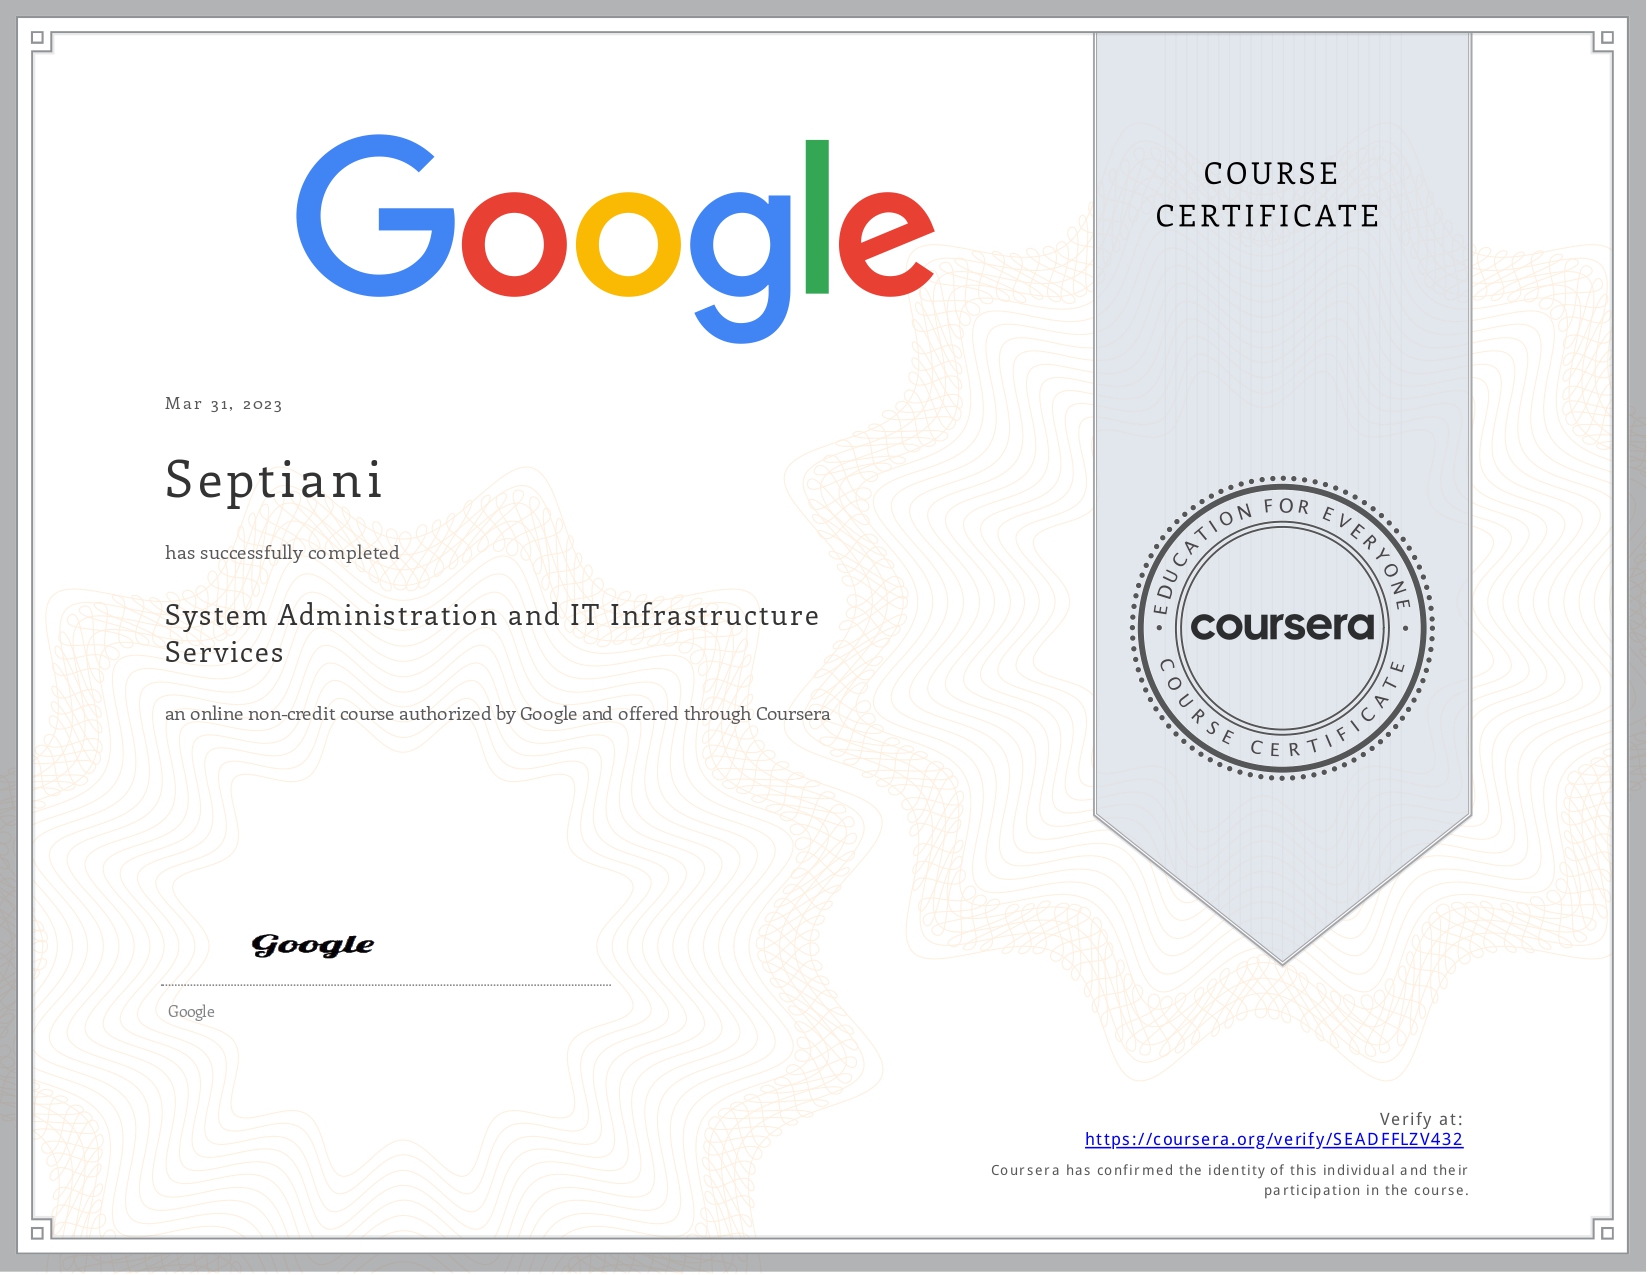 Google
COURSE
CERTIFICATE
Mar 31, 2023
Septiani
has successfully completed
System Administration and IT Infrastructure
Services
an online non-credit course authorized by Google and offered through Coursera
EDUCATION FOR EVERYONE
coursera
COURSE CERTIFICATE
Google
Google
Verify at:
https://coursera.org/verify/SEADFFLZV432
Coursera has confirmed the identity of this individual and their
participation in the course.